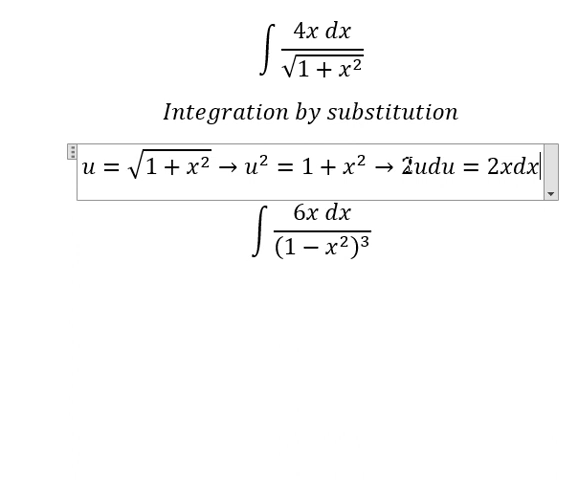 ∫ 4x dx / √(1 + x²)
Integration by substitution
u = √(1 + x²) → u² = 1 + x² → 2udu = 2xdx
∫ 6x dx / (1 − x²)³